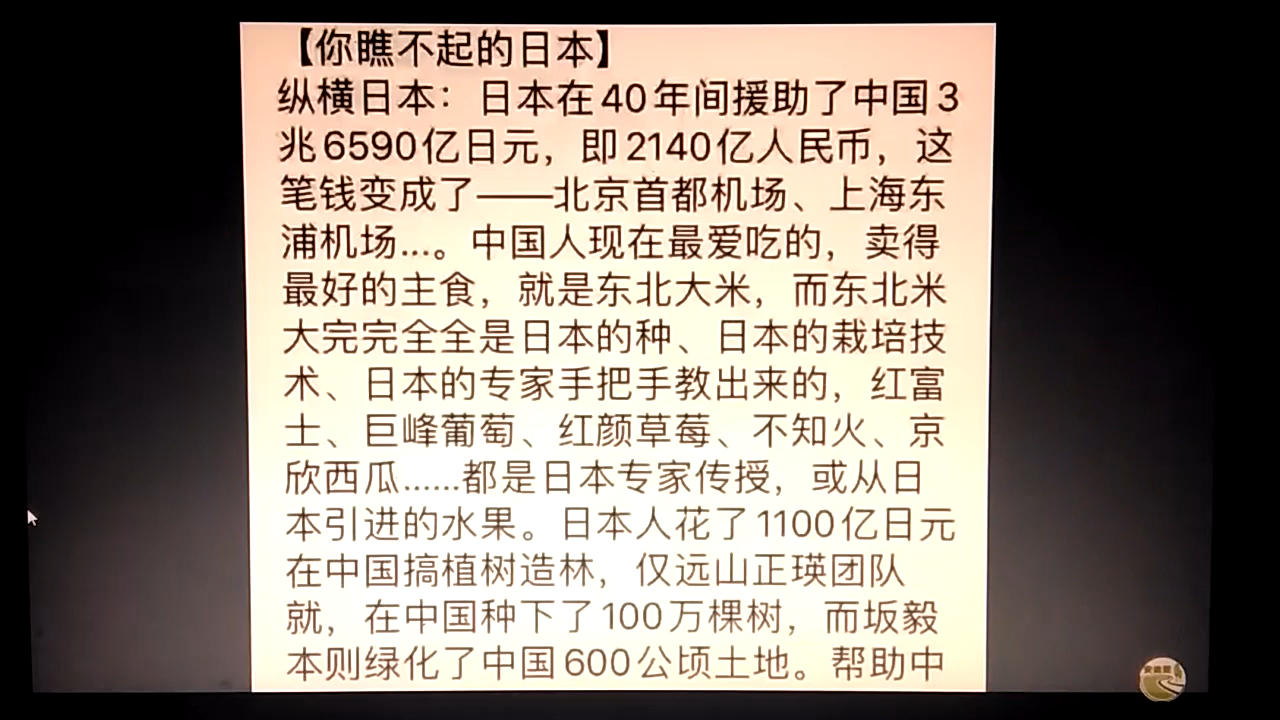 【你瞧不起的日本】
纵横日本：日本在40年间援助了中国3
兆6590亿日元，即2140亿人民币，这
笔钱变成了——北京首都机场、上海东
浦机场...。中国人现在最爱吃的，卖得
最好的主食，就是东北大米，而东北米
大完完全全是日本的种、日本的栽培技
术、日本的专家手把手教出来的，红富
士、巨峰葡萄、红颜草莓、不知火、京
欣西瓜......都是日本专家传授，或从日
本引进的水果。日本人花了1100亿日元
在中国搞植树造林，仅远山正瑛团队
就，在中国种下了100万棵树，而坂毅
本则绿化了中国600公顷土地。帮助中